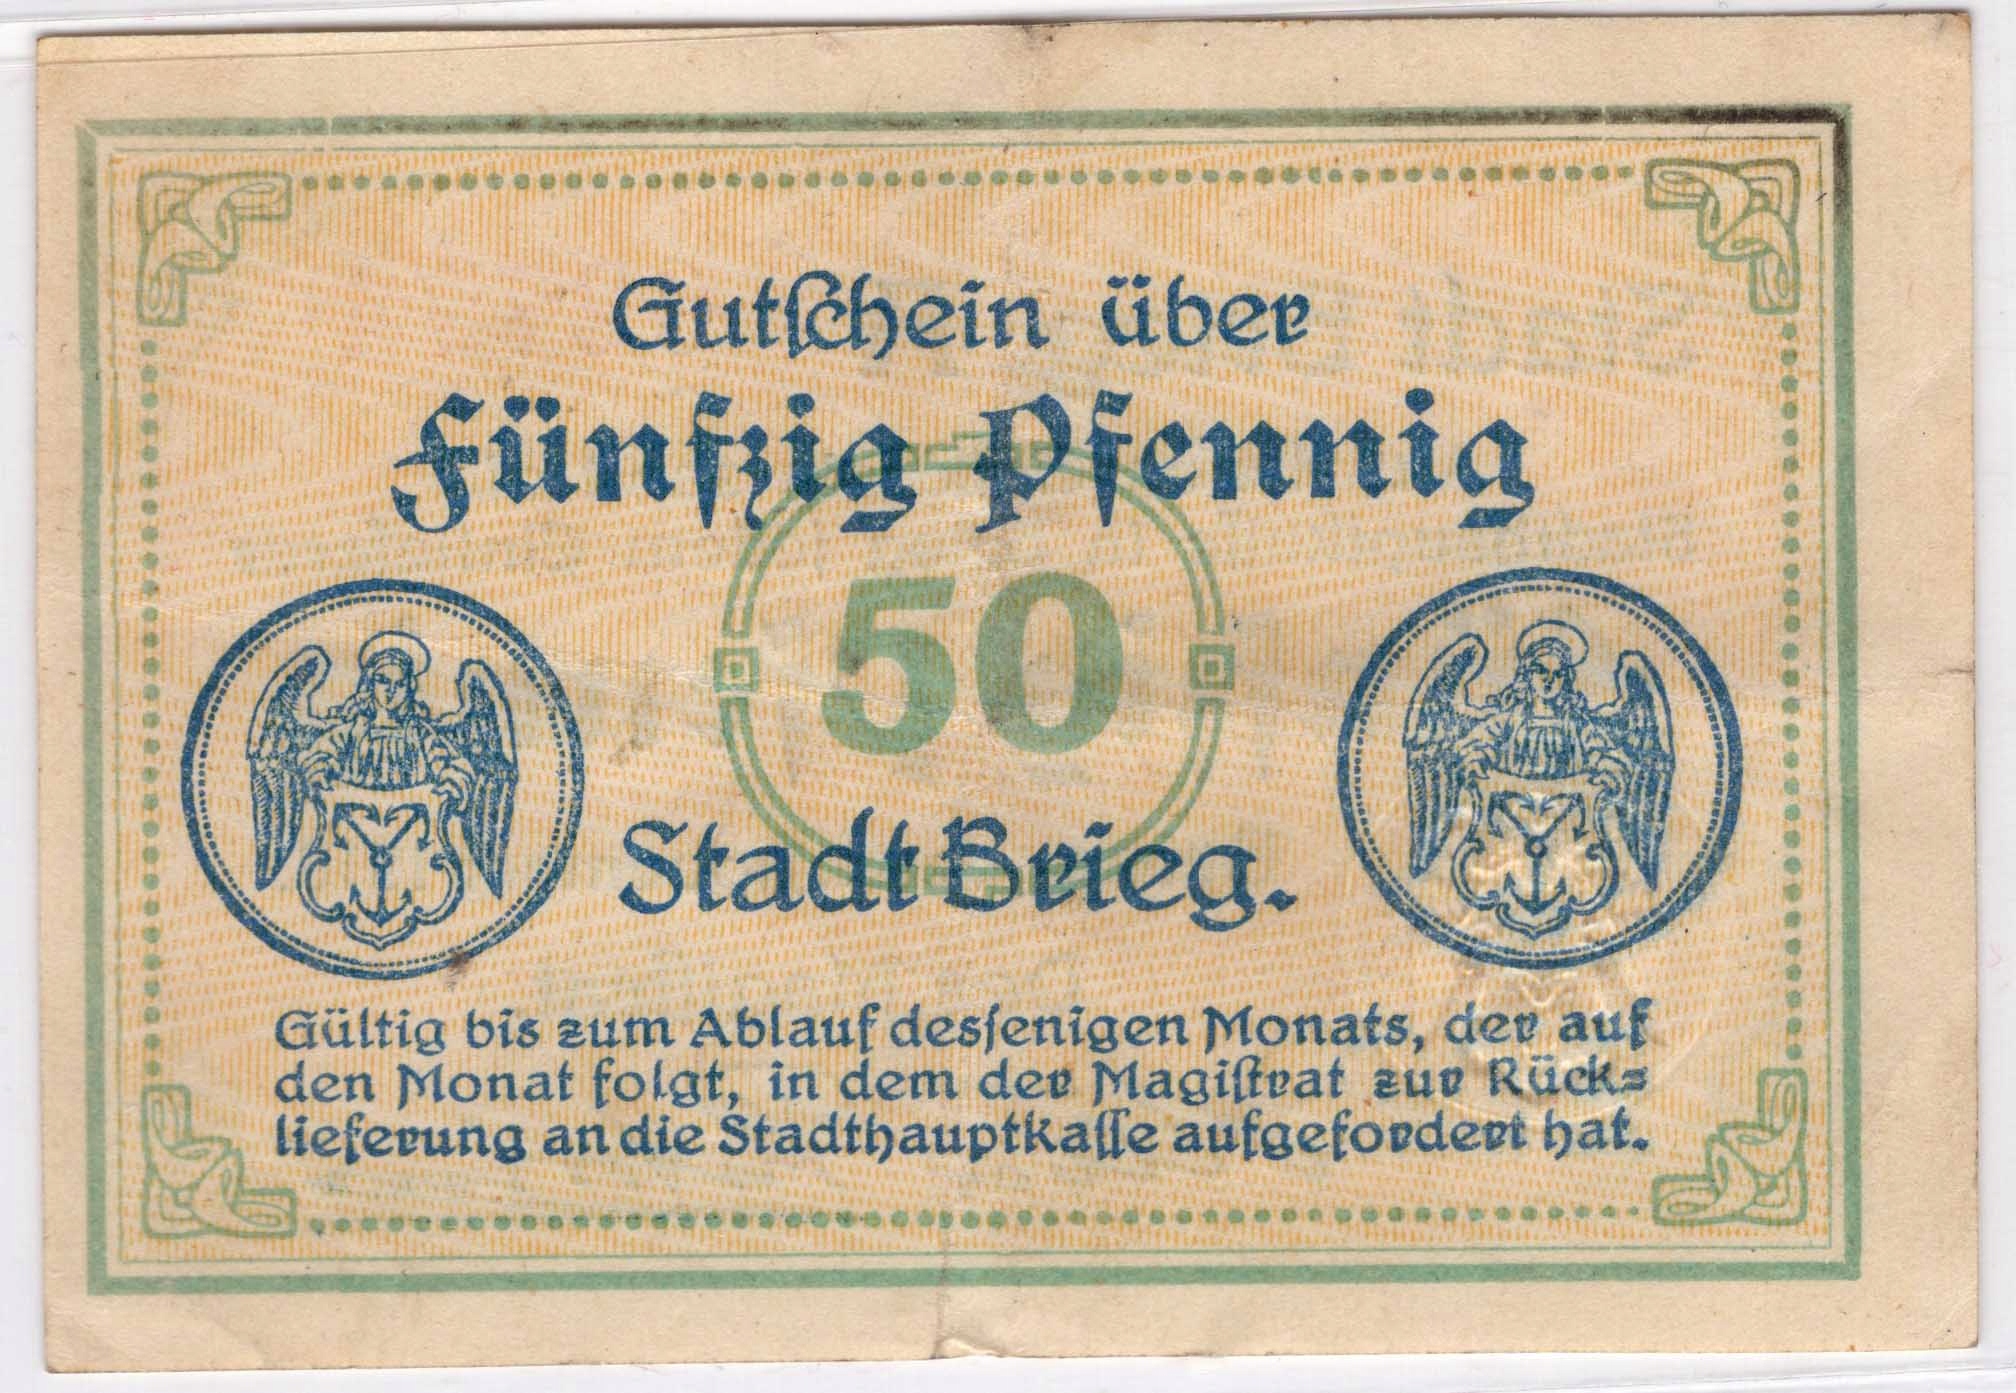 Gutſchein über
Fünfzig Pfennig
50
Stadt Brieg.
Gültig bis zum Ablauf desjenigen Monats, der auf
den Monat folgt, in dem der Magiſtrat zur Rück⸗
lieferung an die Stadthauptkaſſe aufgefordert hat.